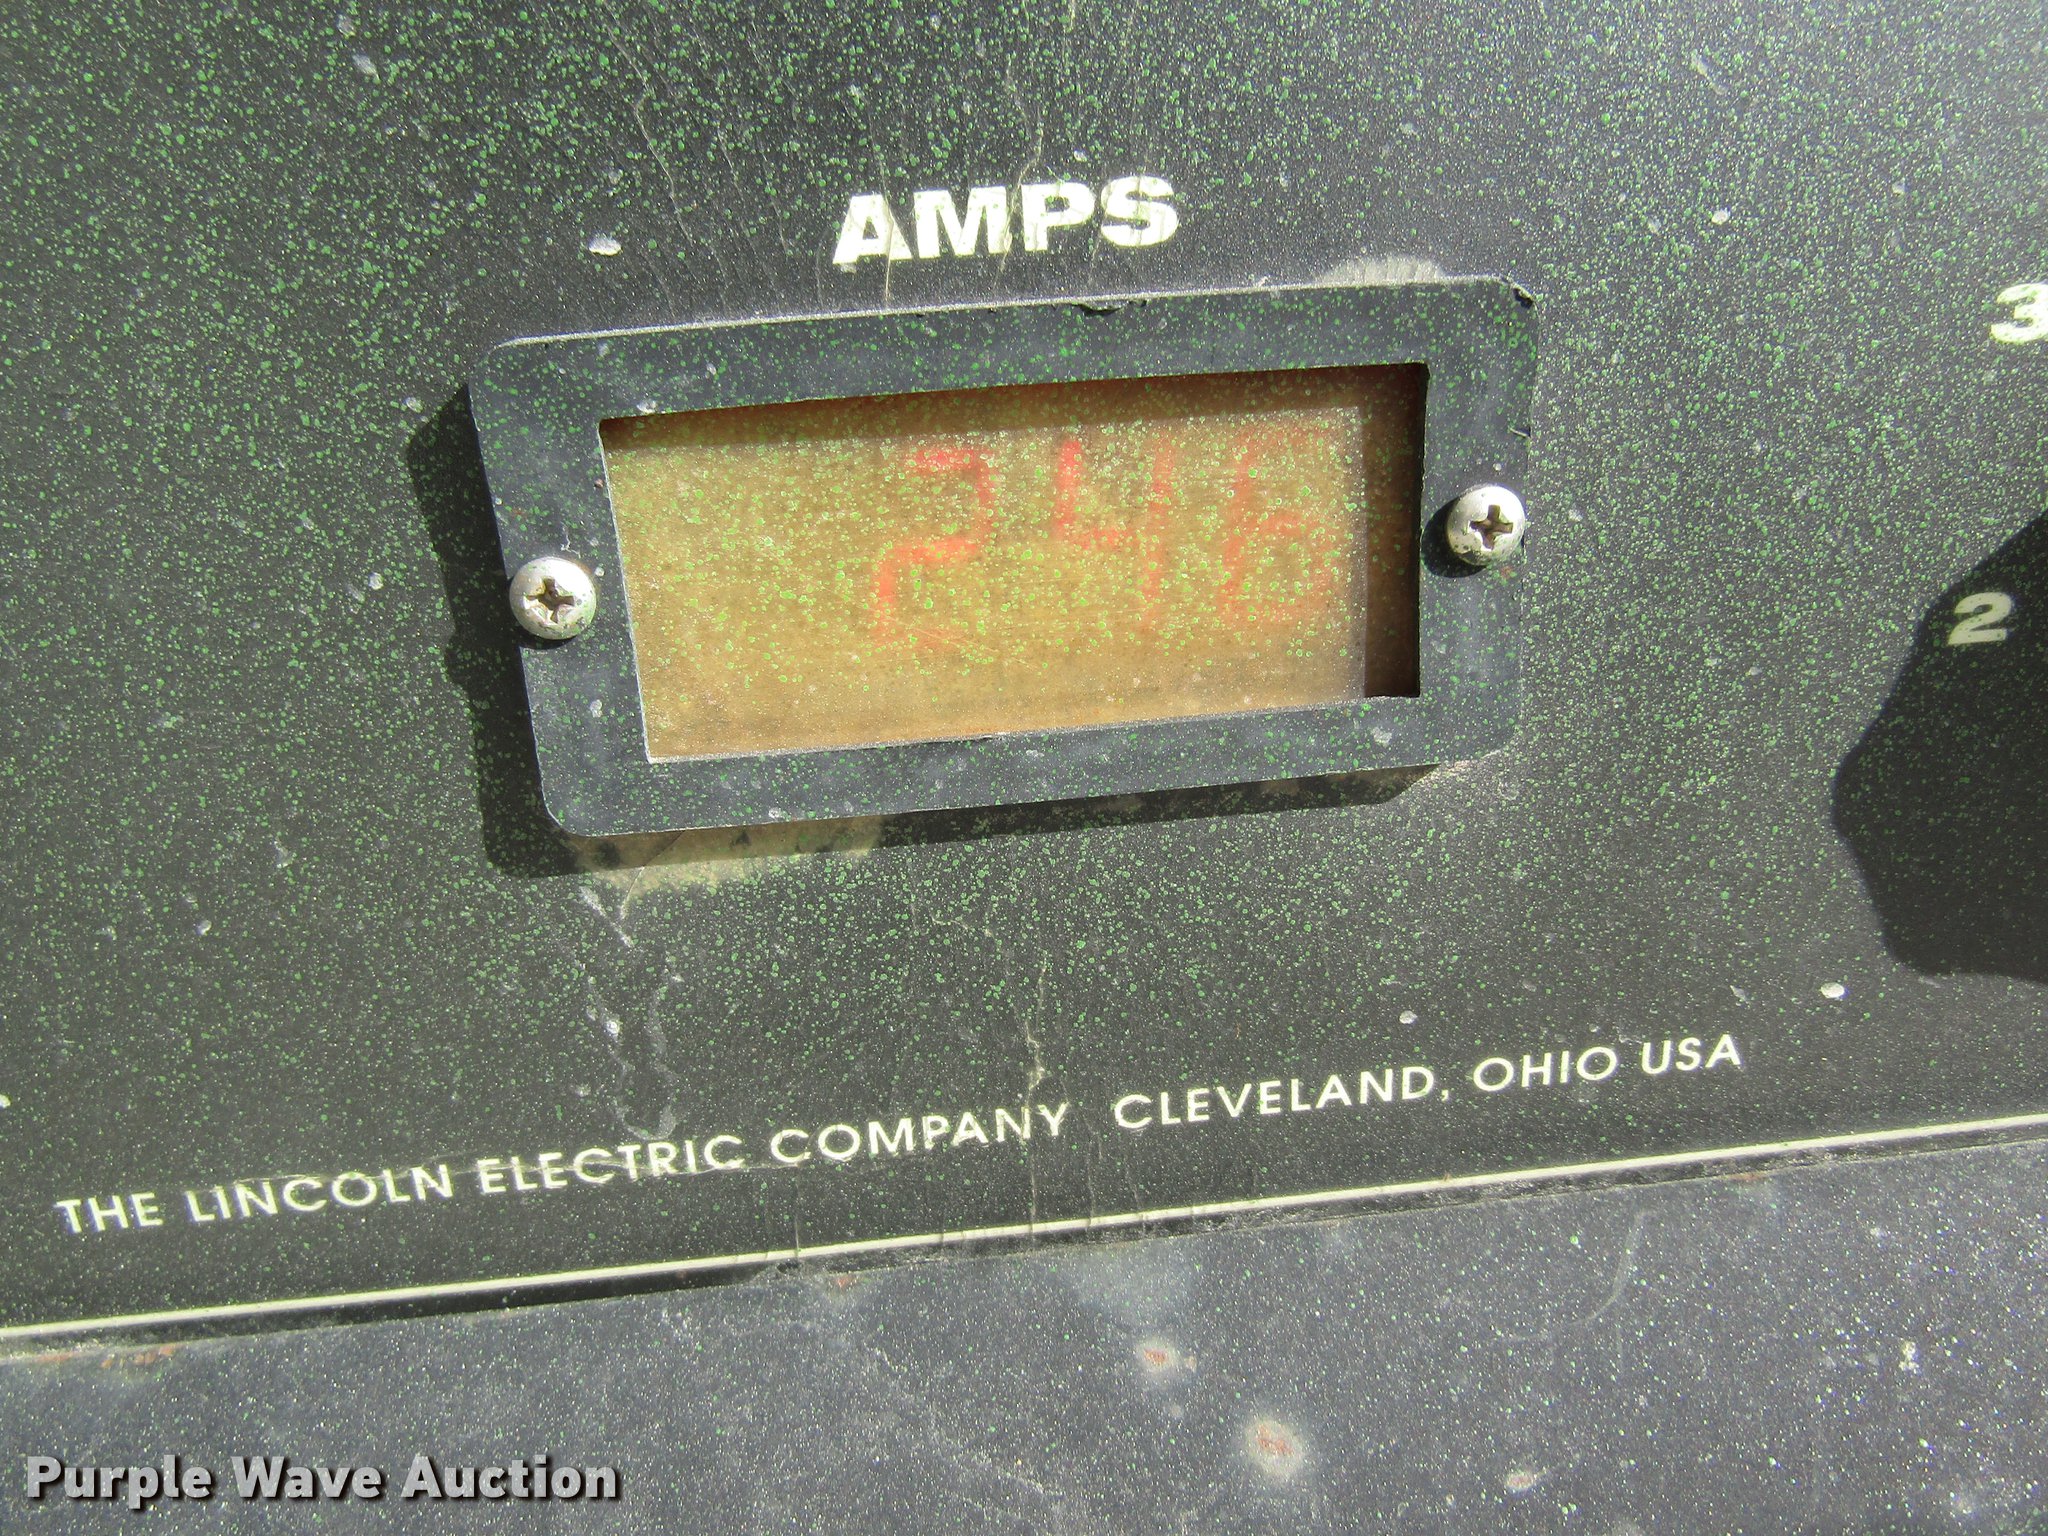 AMPS
3
246
2
THE LINCOLN ELECTRIC COMPANY CLEVELAND, OHIO USA
Purple Wave Auction